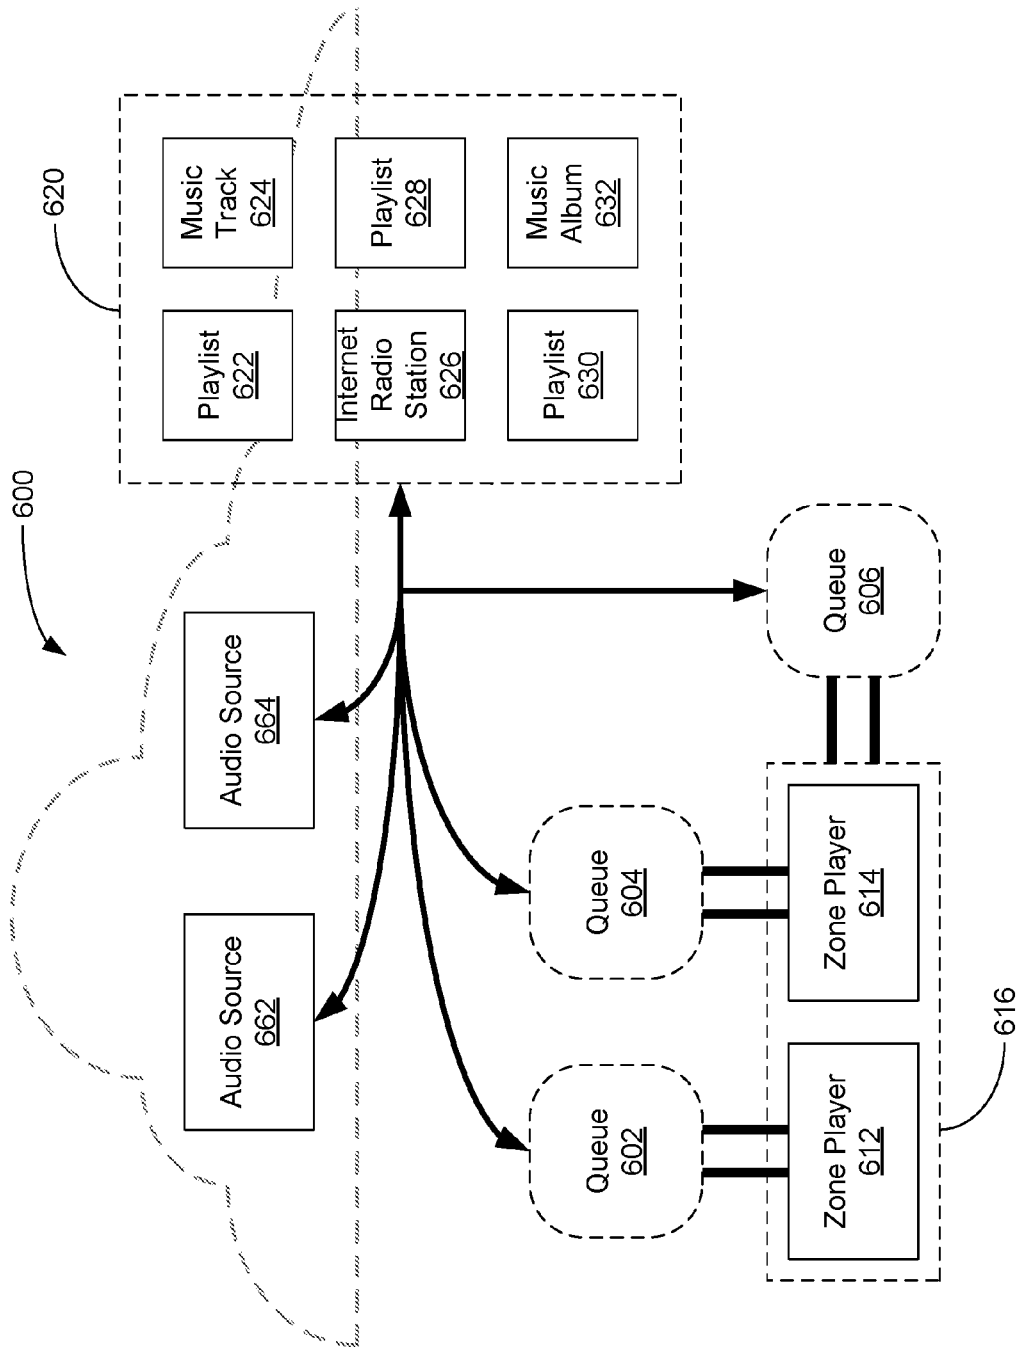 600
620
Audio Source
662
Audio Source
664
Playlist
622
Music
Track
624
Internet
Radio
Station
626
Playlist
628
Playlist
630
Music
Album
632
Queue
602
Queue
604
Queue
606
Zone Player
612
Zone Player
614
616